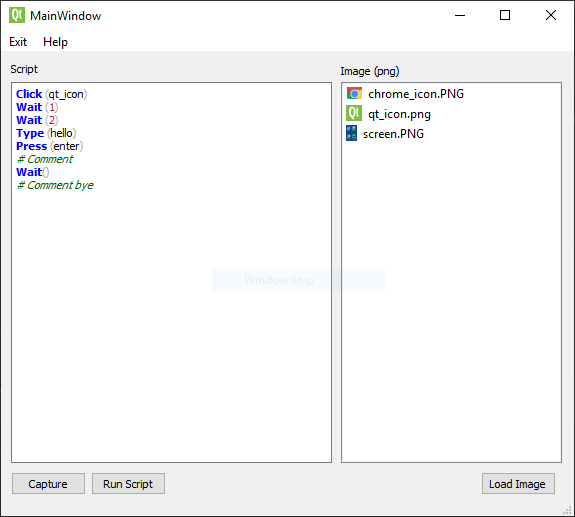 Qt MainWindow
Exit Help
Script
Image (png)
Click (qt_icon)
Wait (1)
Wait (2)
Type (hello)
Press (enter)
# Comment
Wait()
# Comment bye
chrome_icon.PNG
Qt qt_icon.png
screen.PNG
Window Snip
Capture
Run Script
Load Image